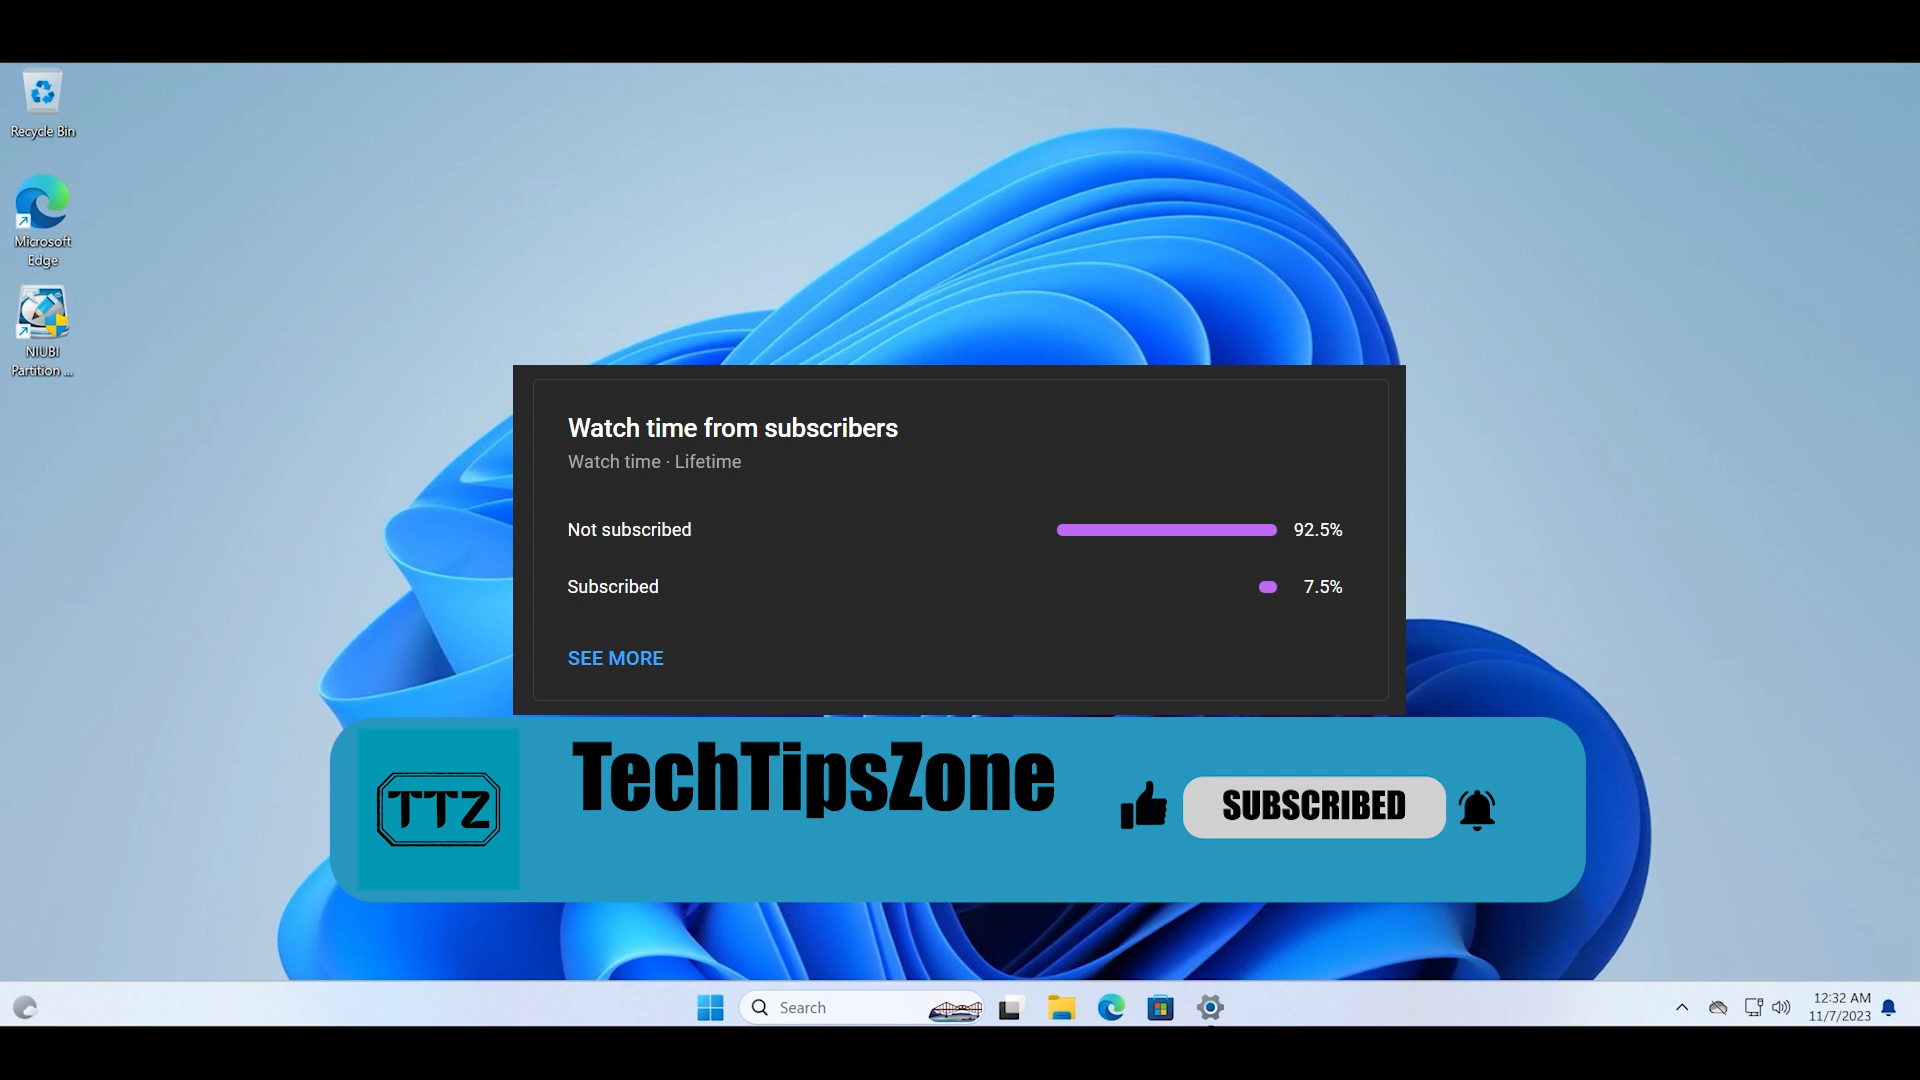 Recycle Bin
Microsoft
Edge
NIUBI
Partition ...
Watch time from subscribers
Watch time · Lifetime
Not subscribed 92.5%
Subscribed 7.5%
SEE MORE
TTZ
TechTipsZone
SUBSCRIBED
Search
12:32 AM
11/7/2023